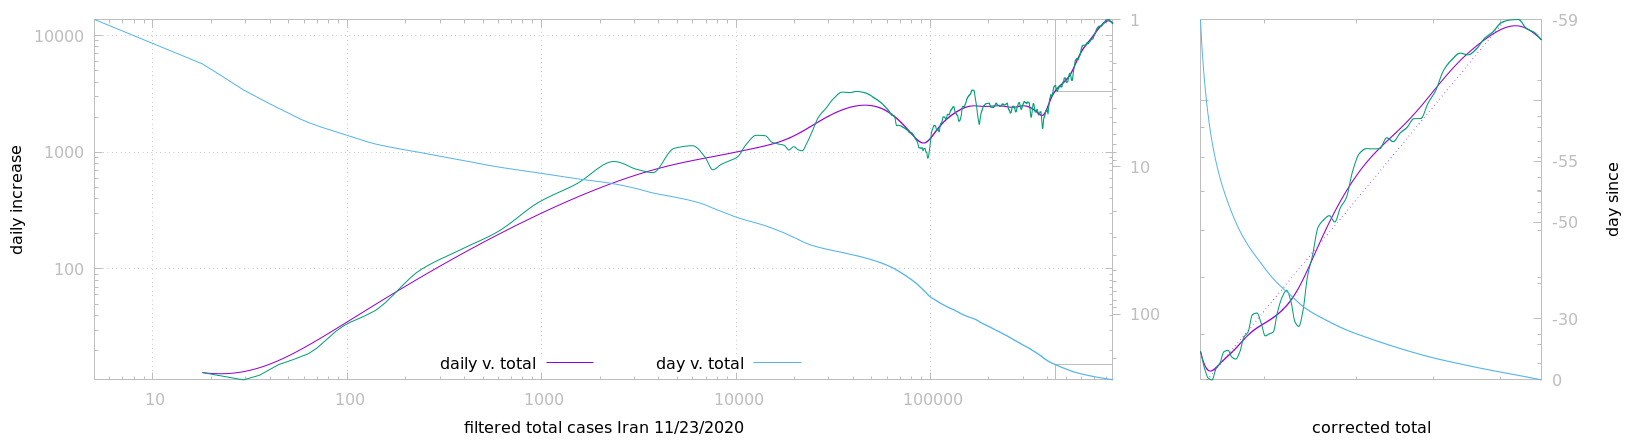 10000
1000
100
daily increase
10
100
1000
10000
100000
filtered total cases Iran 11/23/2020
daily v. total
day v. total
1
10
100
-59
-55
-50
-30
0
day since
corrected total